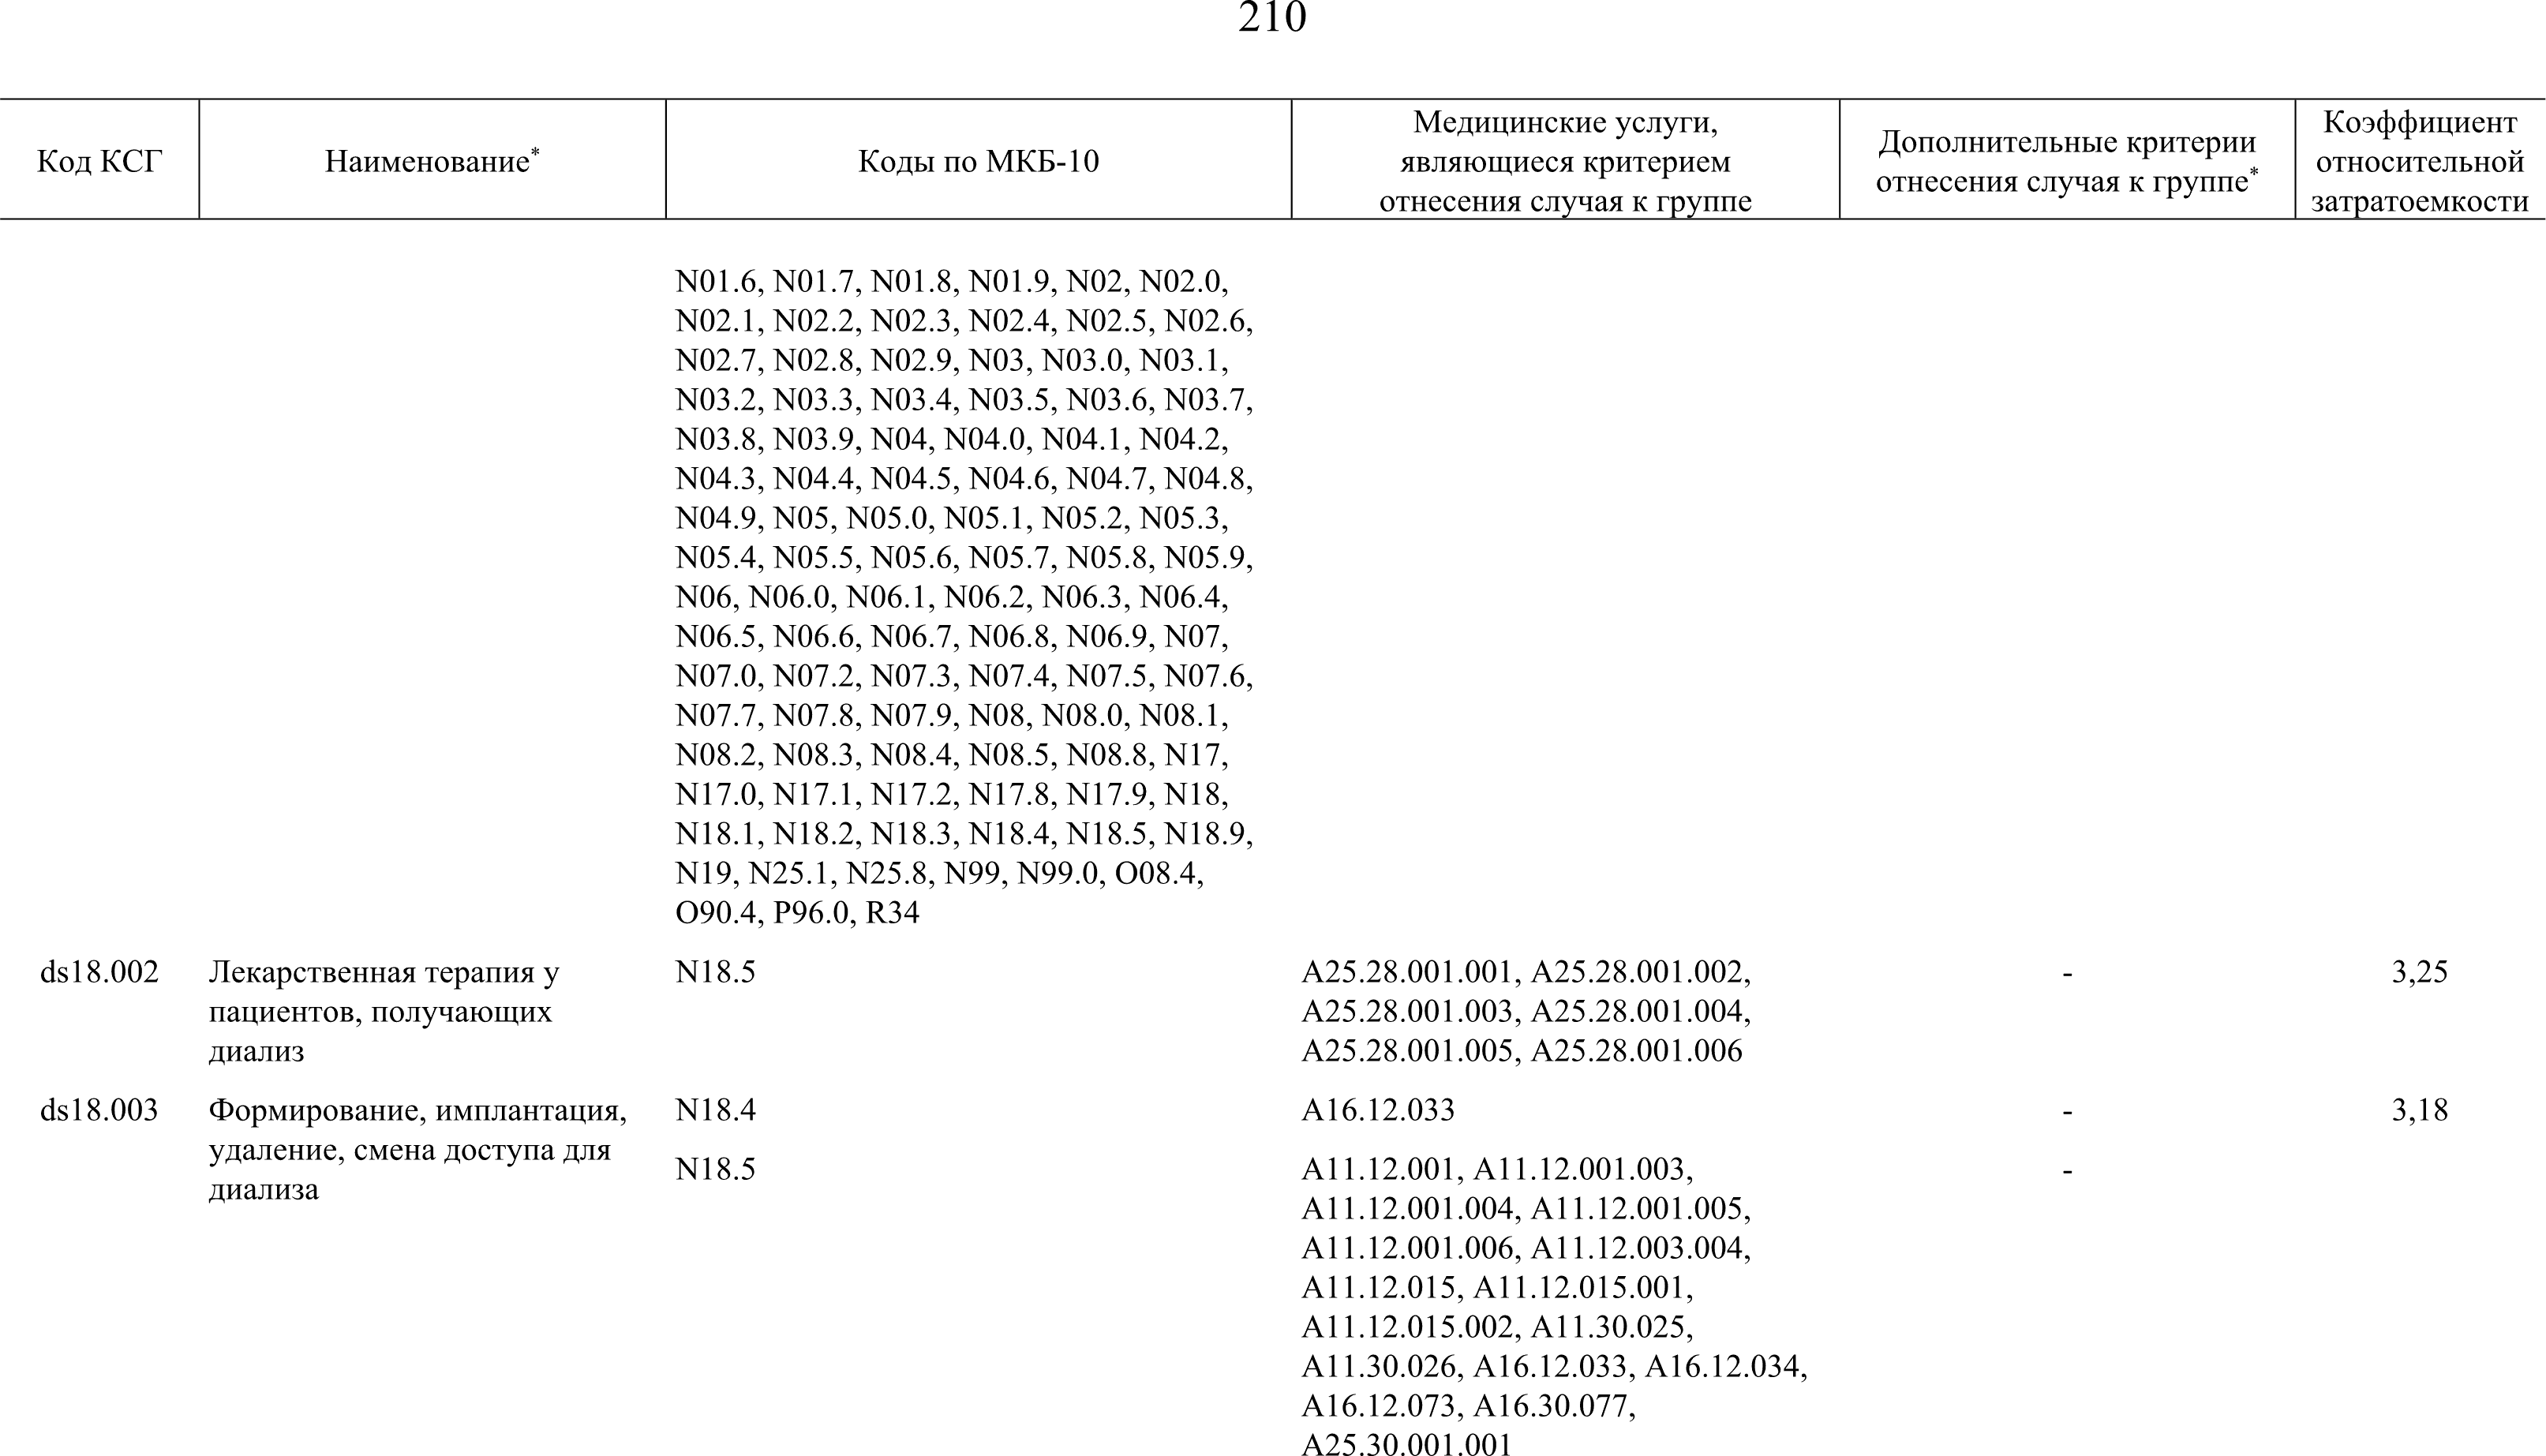 210
Код КСГ
Наименование*
Коды по МКБ-10
Медицинские услуги,
являющиеся критерием
отнесения случая к группе
Дополнительные критерии
отнесения случая к группе*
Коэффициент
относительной
затратоемкости
N01.6, N01.7, N01.8, N01.9, N02, N02.0,
N02.1, N02.2, N02.3, N02.4, N02.5, N02.6,
N02.7, N02.8, N02.9, N03, N03.0, N03.1,
N03.2, N03.3, N03.4, N03.5, N03.6, N03.7,
N03.8, N03.9, N04, N04.0, N04.1, N04.2,
N04.3, N04.4, N04.5, N04.6, N04.7, N04.8,
N04.9, N05, N05.0, N05.1, N05.2, N05.3,
N05.4, N05.5, N05.6, N05.7, N05.8, N05.9,
N06, N06.0, N06.1, N06.2, N06.3, N06.4,
N06.5, N06.6, N06.7, N06.8, N06.9, N07,
N07.0, N07.2, N07.3, N07.4, N07.5, N07.6,
N07.7, N07.8, N07.9, N08, N08.0, N08.1,
N08.2, N08.3, N08.4, N08.5, N08.8, N17,
N17.0, N17.1, N17.2, N17.8, N17.9, N18,
N18.1, N18.2, N18.3, N18.4, N18.5, N18.9,
N19, N25.1, N25.8, N99, N99.0, O08.4,
O90.4, P96.0, R34
ds18.002
Лекарственная терапия у
пациентов, получающих
диализ
N18.5
A25.28.001.001, A25.28.001.002,
A25.28.001.003, A25.28.001.004,
A25.28.001.005, A25.28.001.006
-
3,25
ds18.003
Формирование, имплантация,
удаление, смена доступа для
диализа
N18.4
A16.12.033
-
3,18
N18.5
A11.12.001, A11.12.001.003,
A11.12.001.004, A11.12.001.005,
A11.12.001.006, A11.12.003.004,
A11.12.015, A11.12.015.001,
A11.12.015.002, A11.30.025,
A11.30.026, A16.12.033, A16.12.034,
A16.12.073, A16.30.077,
A25.30.001.001
-